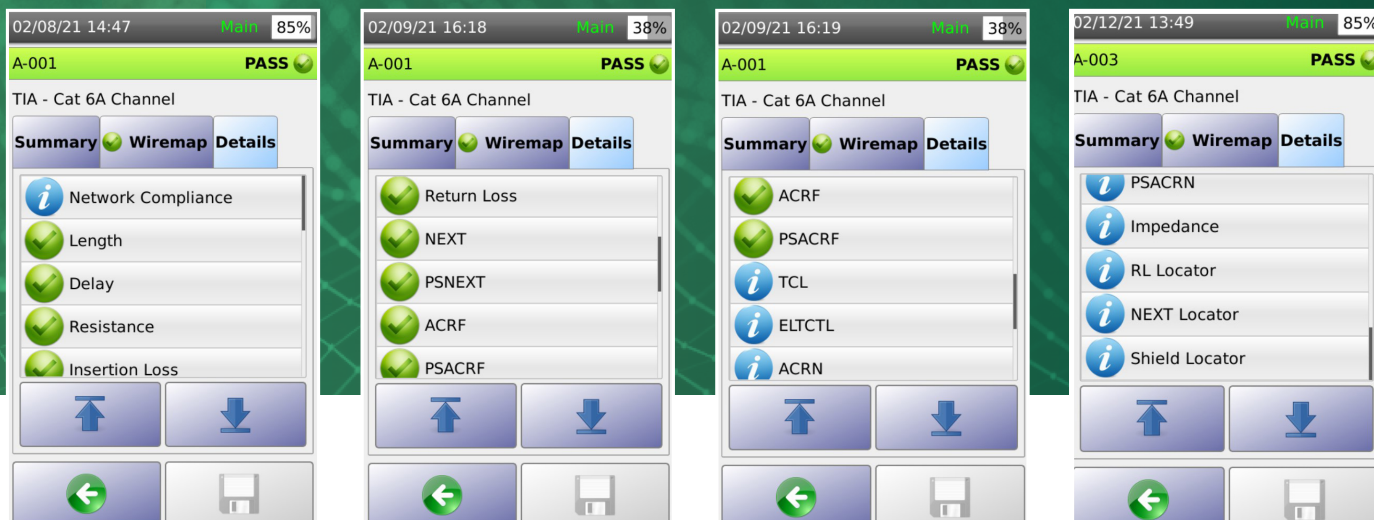 02/08/21 14:47 Main 85%
A-001 PASS
TIA - Cat 6A Channel
Summary Wiremap Details
Network Compliance
Length
Delay
Resistance
Insertion Loss
02/09/21 16:18 Main 38%
A-001 PASS
TIA - Cat 6A Channel
Summary Wiremap Details
Return Loss
NEXT
PSNEXT
ACRF
PSACRF
02/09/21 16:19 Main 38%
A-001 PASS
TIA - Cat 6A Channel
Summary Wiremap Details
ACRF
PSACRF
TCL
ELTCTL
ACRN
02/12/21 13:49 Main 85%
A-003 PASS
TIA - Cat 6A Channel
Summary Wiremap Details
PSACRN
Impedance
RL Locator
NEXT Locator
Shield Locator